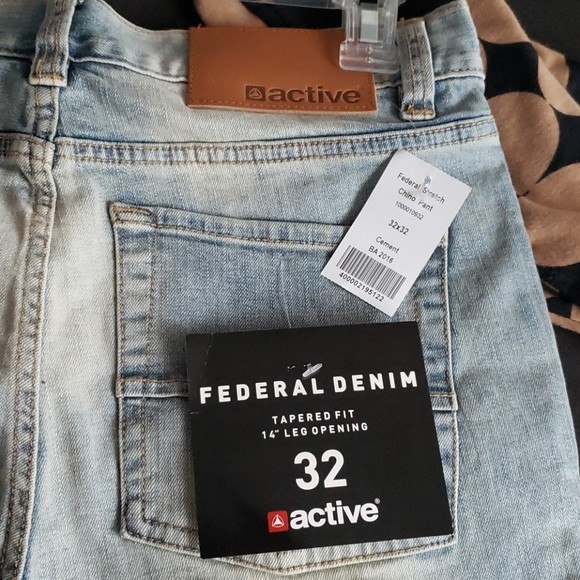 active
Federal Stretch
Chino Pant
1000010932
32x32
Cement
BA 2016
400002195122
FEDERAL DENIM
TAPERED FIT
14" LEG OPENING
32
active®